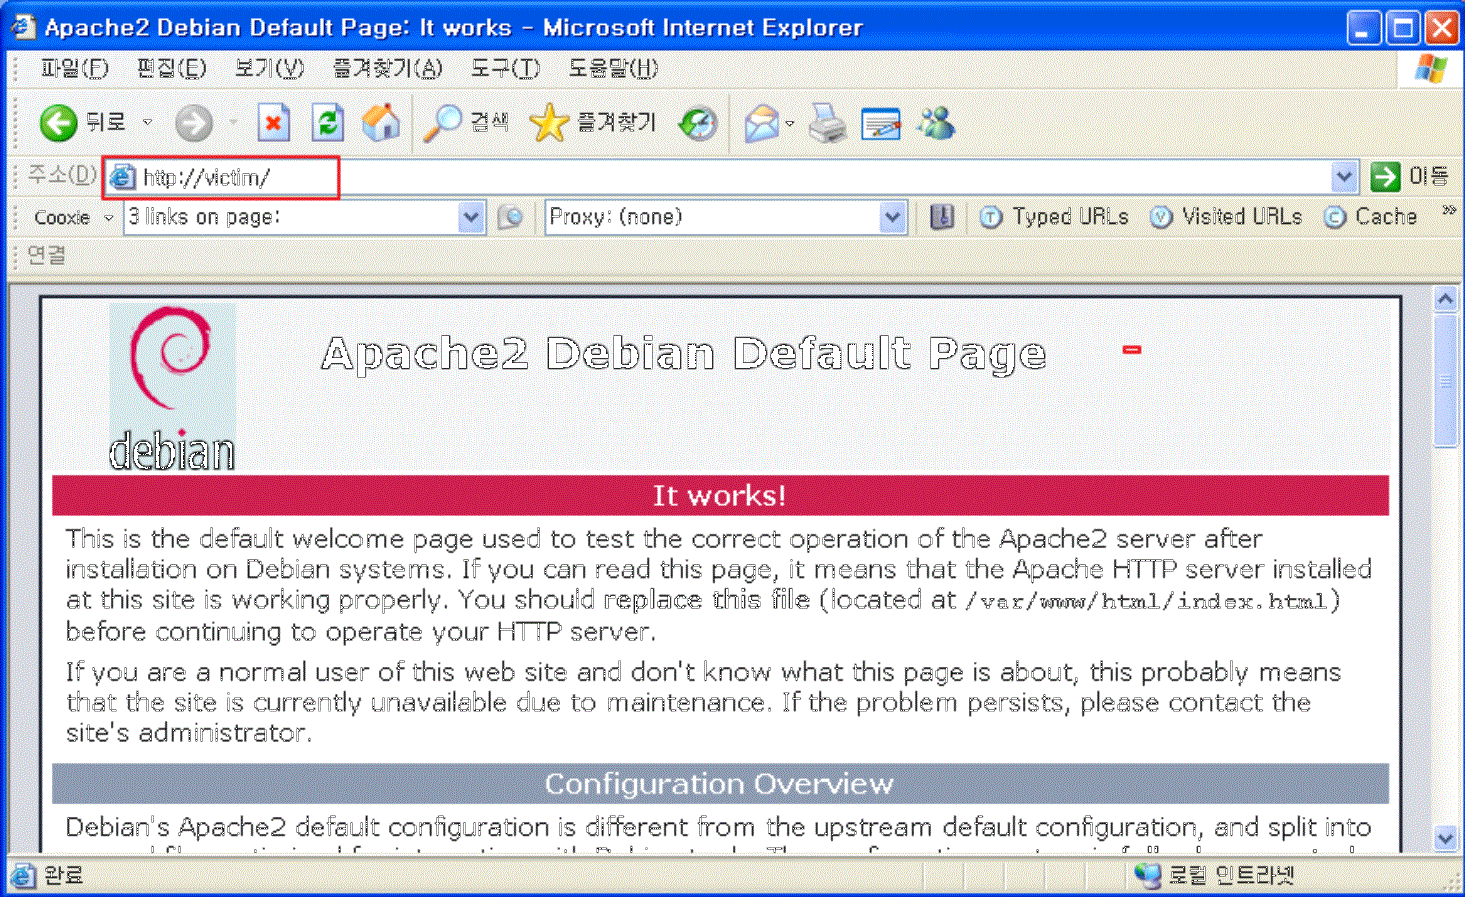 Apache2 Debian Default Page: It works - Microsoft Internet Explorer
파일(F) 편집(E) 보기(V) 즐겨찾기(A) 도구(T) 도움말(H)
뒤로 검색 즐겨찾기
주소(D) http://victim/ 이동
Cooxie 3 links on page: Proxy: (none) Typed URLs Visited URLs Cache »
연결
debian
Apache2 Debian Default Page
It works!
This is the default welcome page used to test the correct operation of the Apache2 server after
installation on Debian systems. If you can read this page, it means that the Apache HTTP server installed
at this site is working properly. You should replace this file (located at /var/www/html/index.html)
before continuing to operate your HTTP server.
If you are a normal user of this web site and don't know what this page is about, this probably means
that the site is currently unavailable due to maintenance. If the problem persists, please contact the
site's administrator.
Configuration Overview
Debian's Apache2 default configuration is different from the upstream default configuration, and split into
완료 로컬 인트라넷